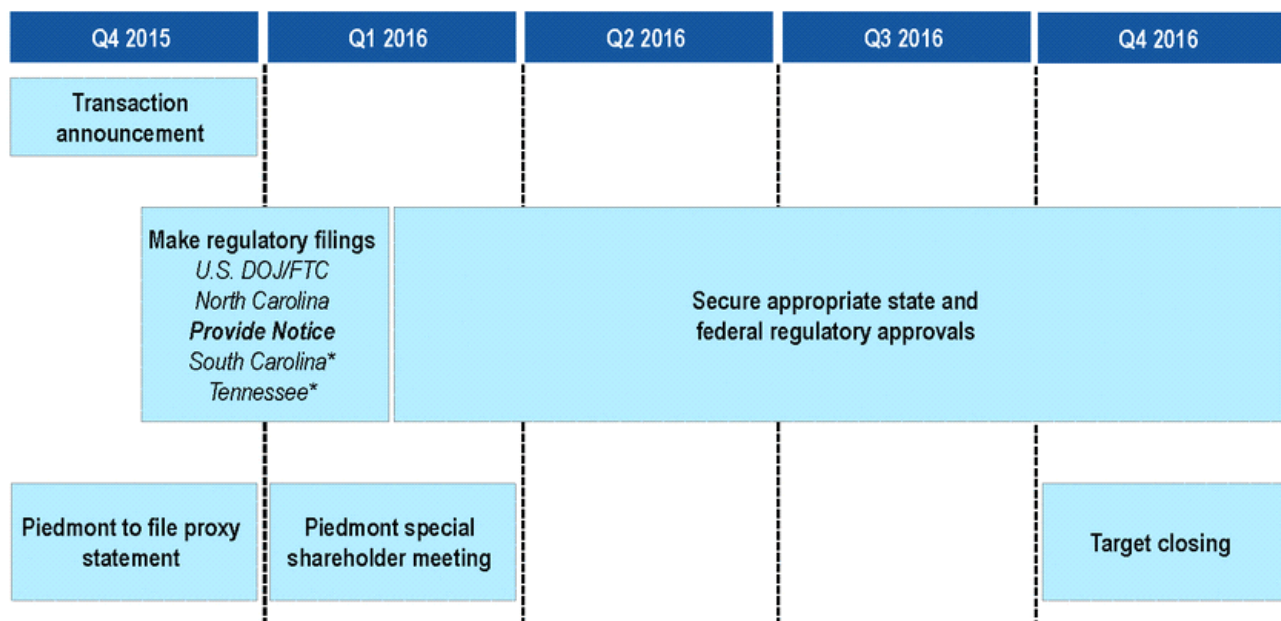 Q4 2015
Q1 2016
Q2 2016
Q3 2016
Q4 2016
Transaction
announcement
Make regulatory filings
U.S. DOJ/FTC
North Carolina
Provide Notice
South Carolina*
Tennessee*
Secure appropriate state and
federal regulatory approvals
Piedmont to file proxy
statement
Piedmont special
shareholder meeting
Target closing